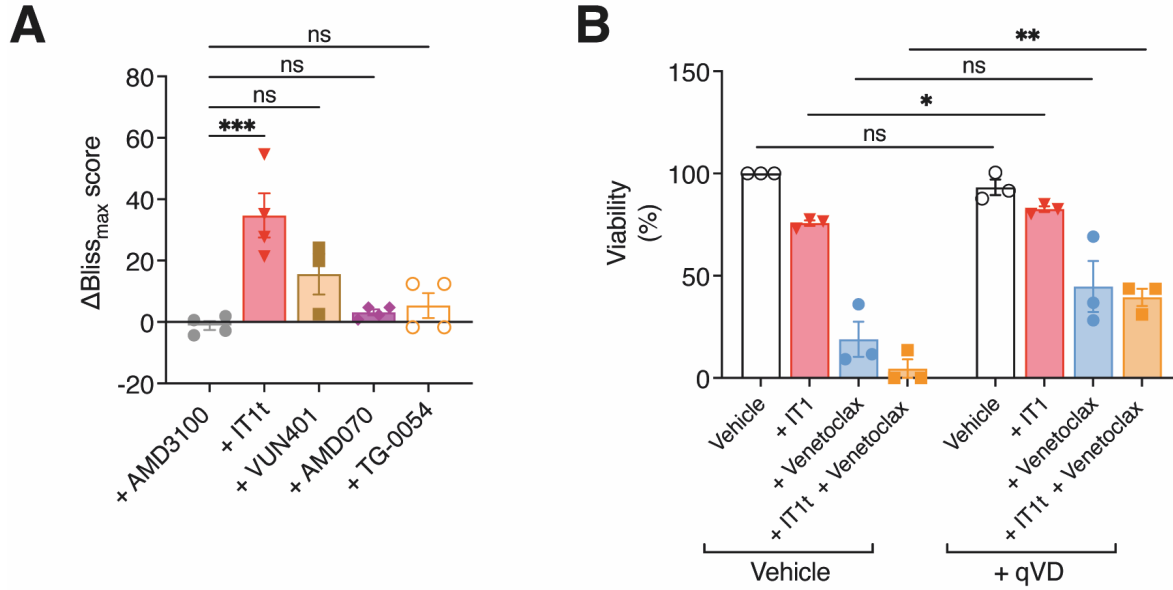 A
ns
ns
ns
***
80
60
40
20
0
-20
ΔBlissmax score
+ AMD3100
+ IT1t
+ VUN401
+ AMD070
+ TG-0054
B
**
ns
*
ns
150
100
50
0
Viability
(%)
Vehicle
+ IT1
+ Venetoclax
+ IT1t + Venetoclax
Vehicle
+ IT1
+ Venetoclax
+ IT1t + Venetoclax
Vehicle
+ qVD